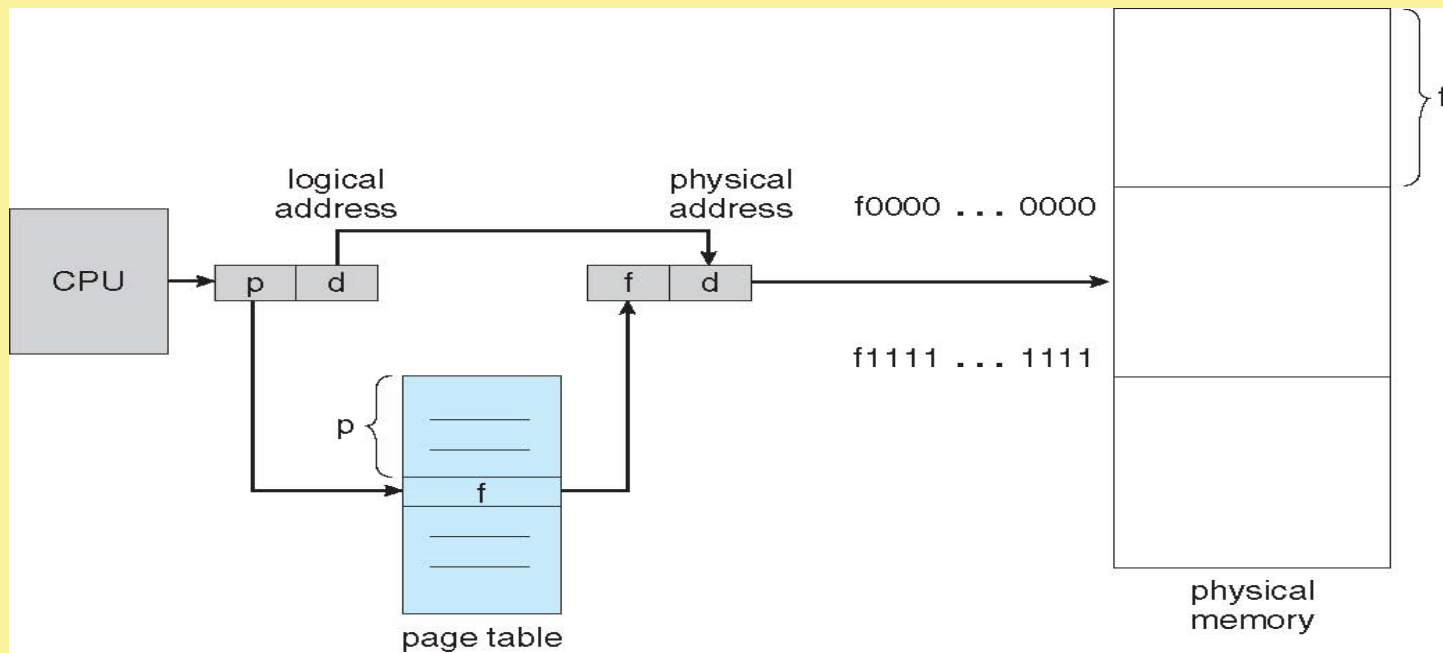 CPU
logical
address
p
d
physical
address
f
d
p
f
page table
f0000 ... 0000
f1111 ... 1111
f
physical
memory